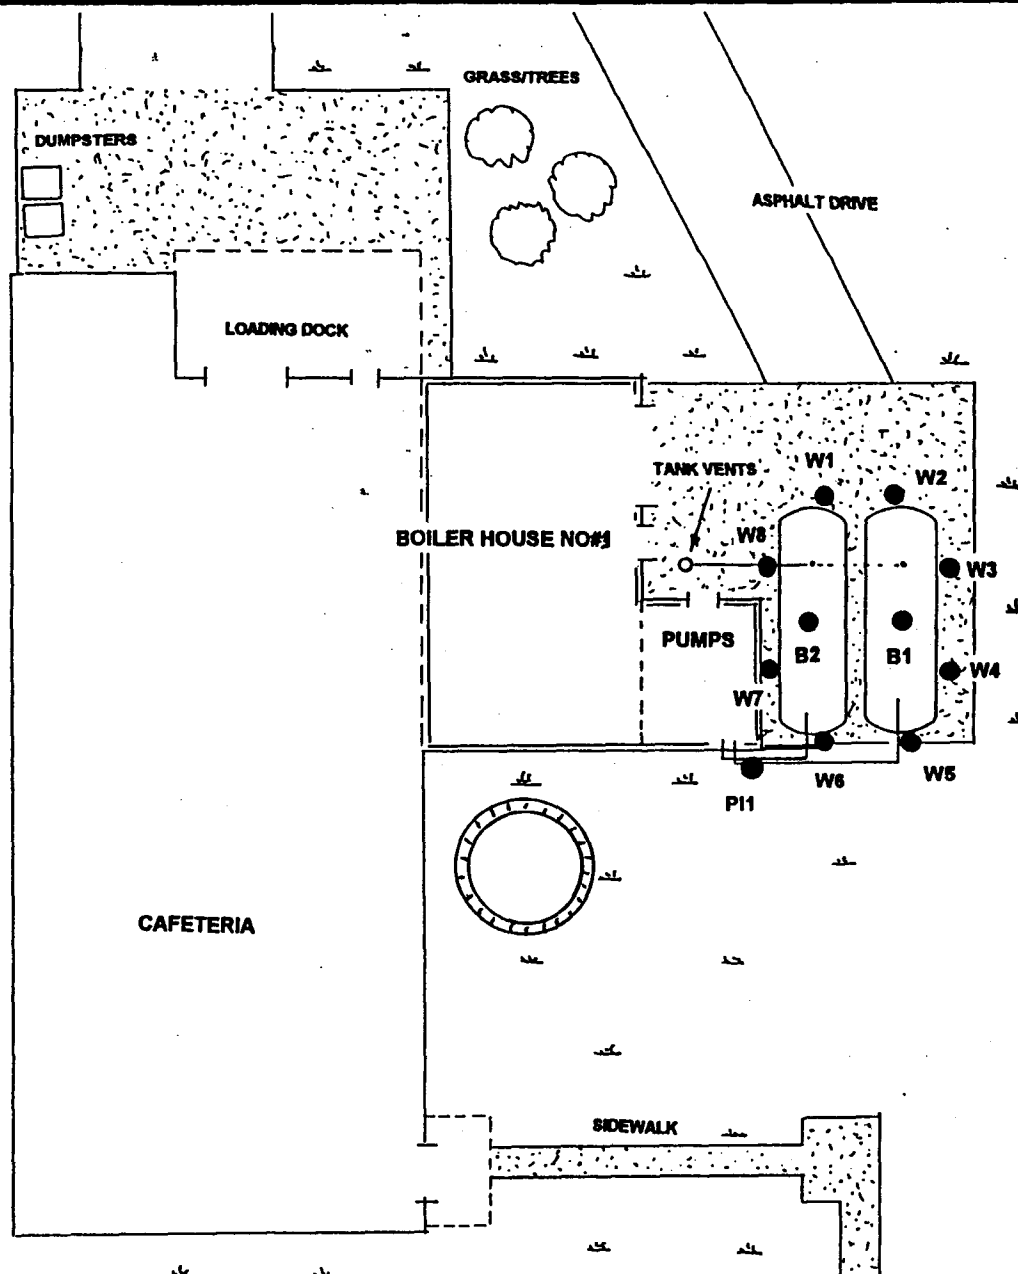 GRASS/TREES
DUMPSTERS
ASPHALT DRIVE
LOADING DOCK
W1
TANK VENTS
W2
BOILER HOUSE NO#1
W8
W3
PUMPS
B2
B1
W4
W7
W6
W5
PI1
CAFETERIA
SIDEWALK